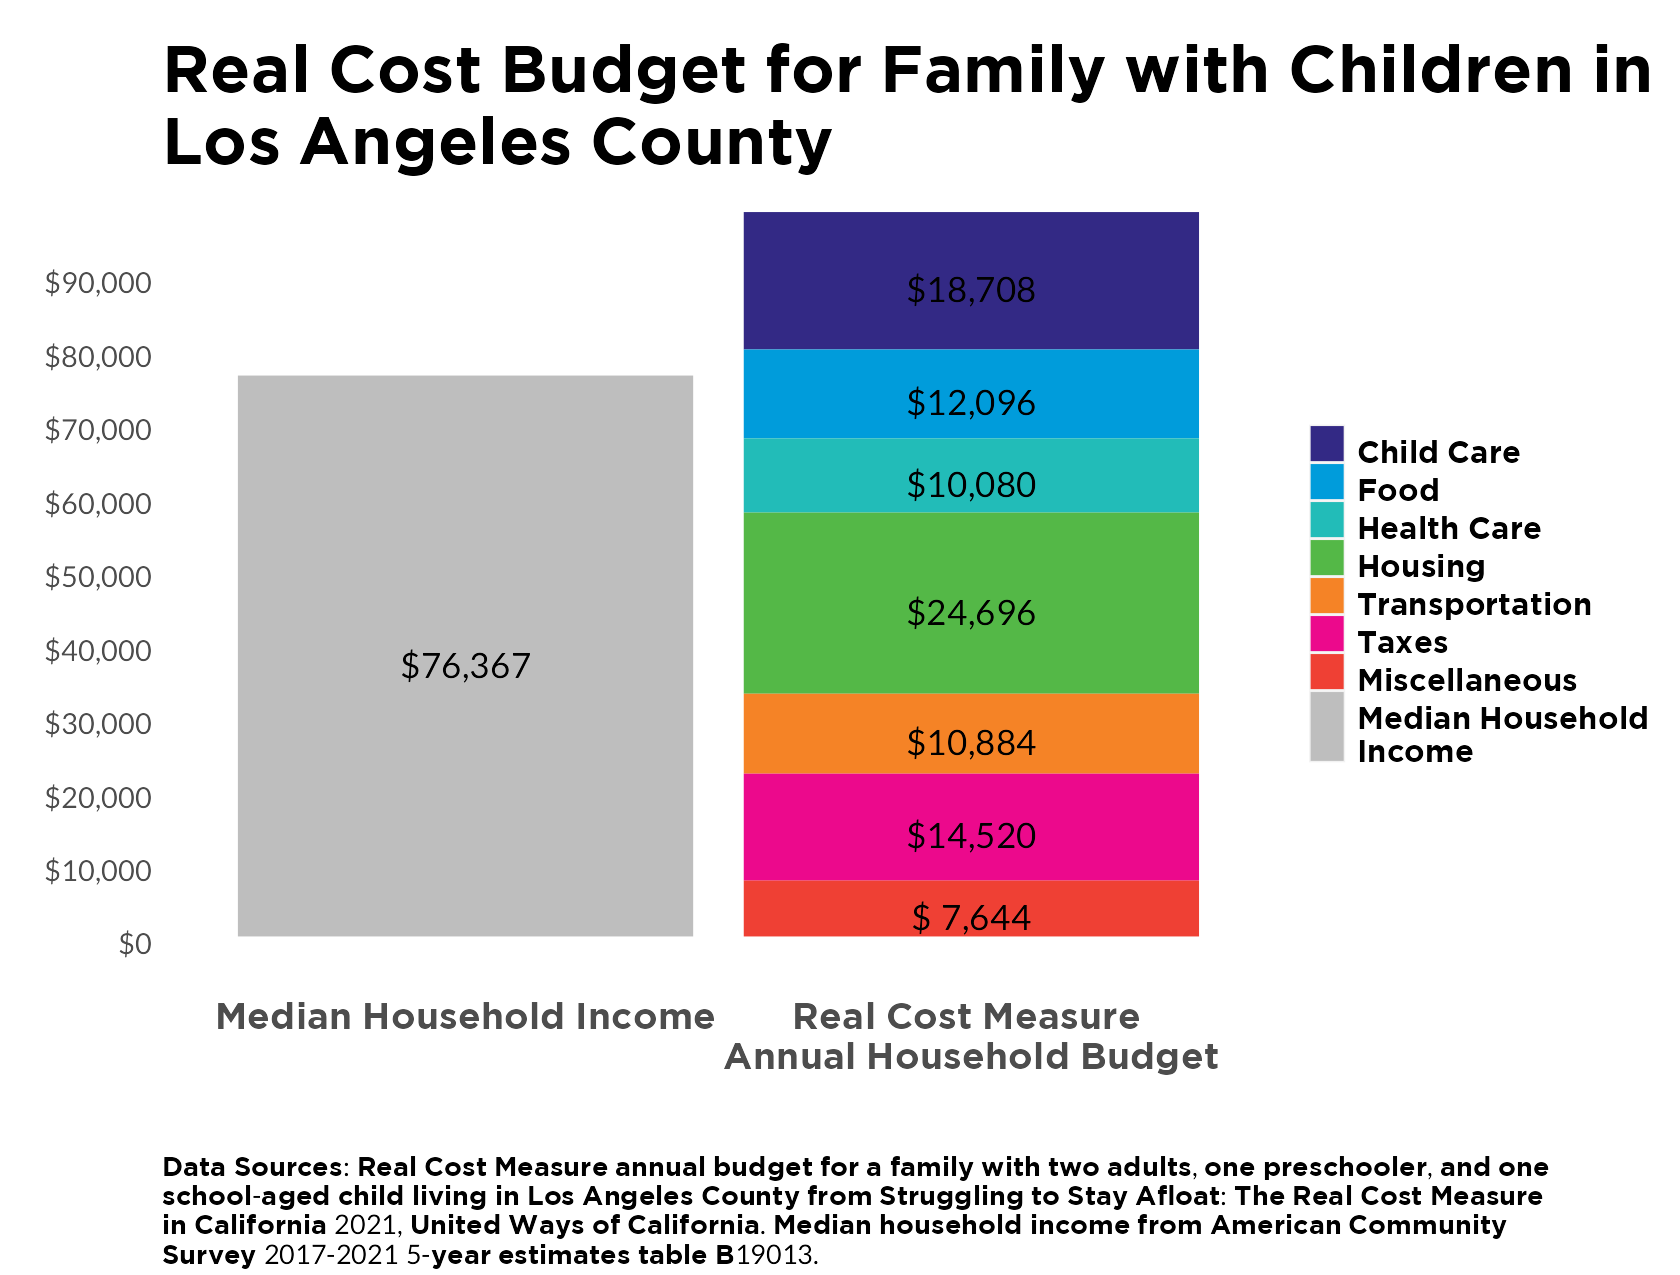 Real Cost Budget for Family with Children in
Los Angeles County
$90,000
$80,000
$70,000
$60,000
$50,000
$40,000
$30,000
$20,000
$10,000
$0
$76,367
$18,708
$12,096
$10,080
$24,696
$10,884
$14,520
$ 7,644
Child Care
Food
Health Care
Housing
Transportation
Taxes
Miscellaneous
Median Household
Income
Median Household Income
Real Cost Measure
Annual Household Budget
Data Sources: Real Cost Measure annual budget for a family with two adults, one preschooler, and one
school-aged child living in Los Angeles County from Struggling to Stay Afloat: The Real Cost Measure
in California 2021, United Ways of California. Median household income from American Community
Survey 2017-2021 5-year estimates table B19013.